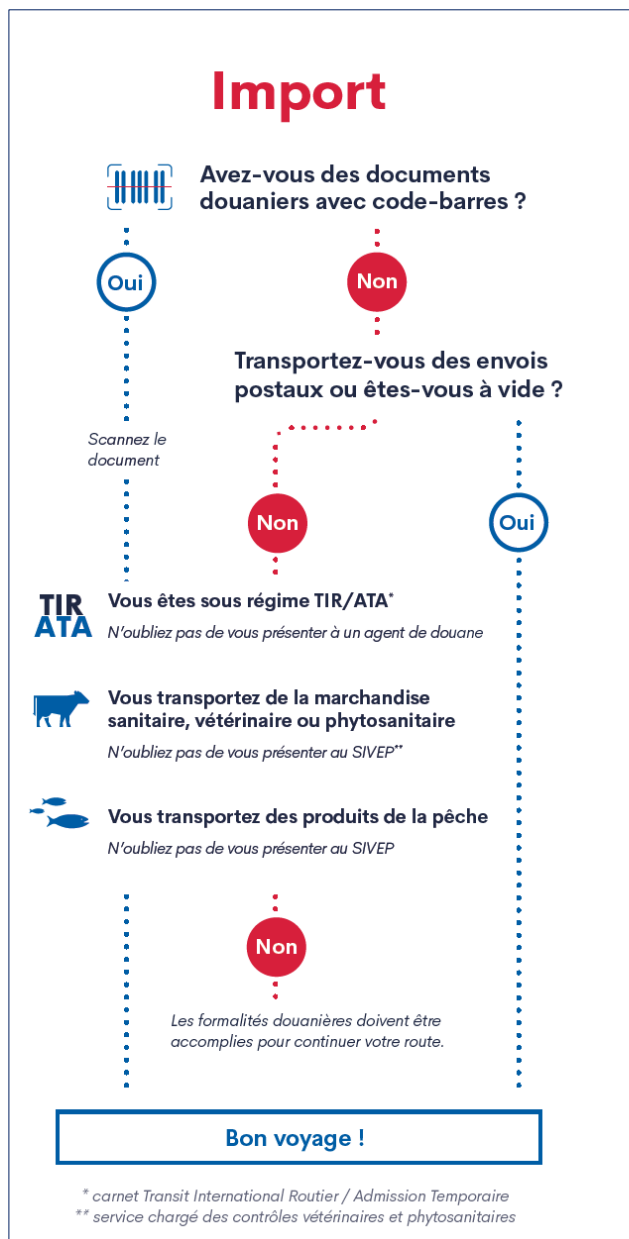 Import
Avez-vous des documents
douaniers avec code-barres ?
Oui
Non
Transportez-vous des envois
postaux ou êtes-vous à vide ?
Scannez le
document
Non
Oui
TIR
ATA
Vous êtes sous régime TIR/ATA*
N'oubliez pas de vous présenter à un agent de douane
Vous transportez de la marchandise
sanitaire, vétérinaire ou phytosanitaire
N'oubliez pas de vous présenter au SIVEP**
Vous transportez des produits de la pêche
N'oubliez pas de vous présenter au SIVEP
Non
Les formalités douanières doivent être
accomplies pour continuer votre route.
Bon voyage !
* carnet Transit International Routier / Admission Temporaire
** service chargé des contrôles vétérinaires et phytosanitaires